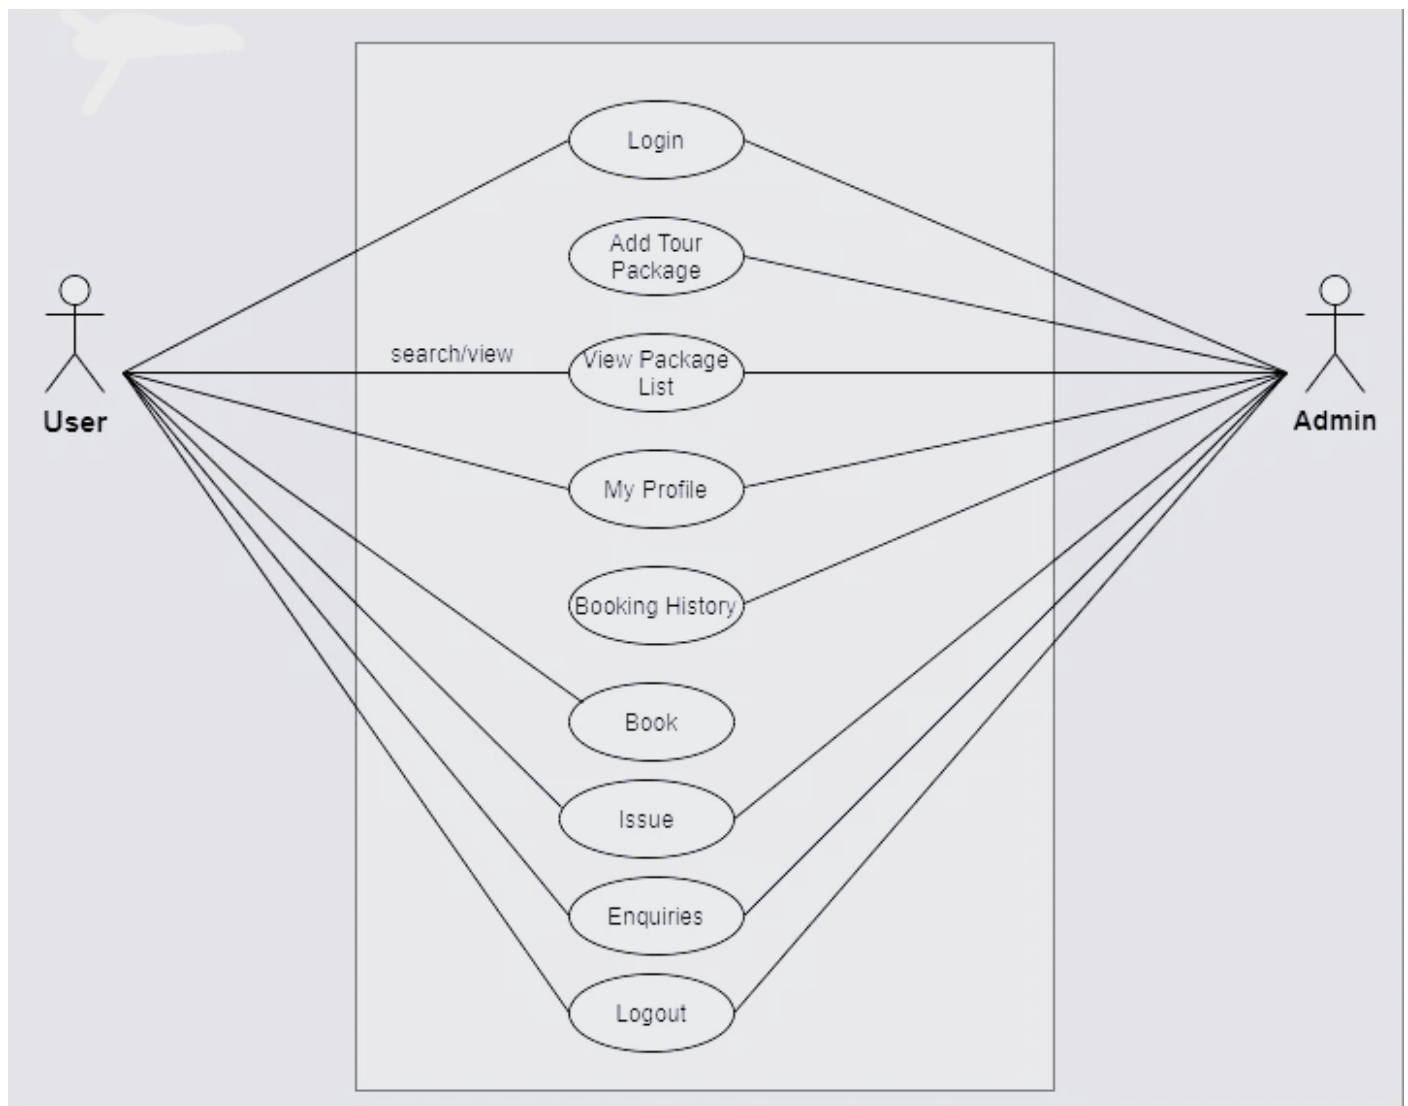 Login
Add Tour
Package
search/view
View Package
List
User
Admin
My Profile
Booking History
Book
Issue
Enquiries
Logout